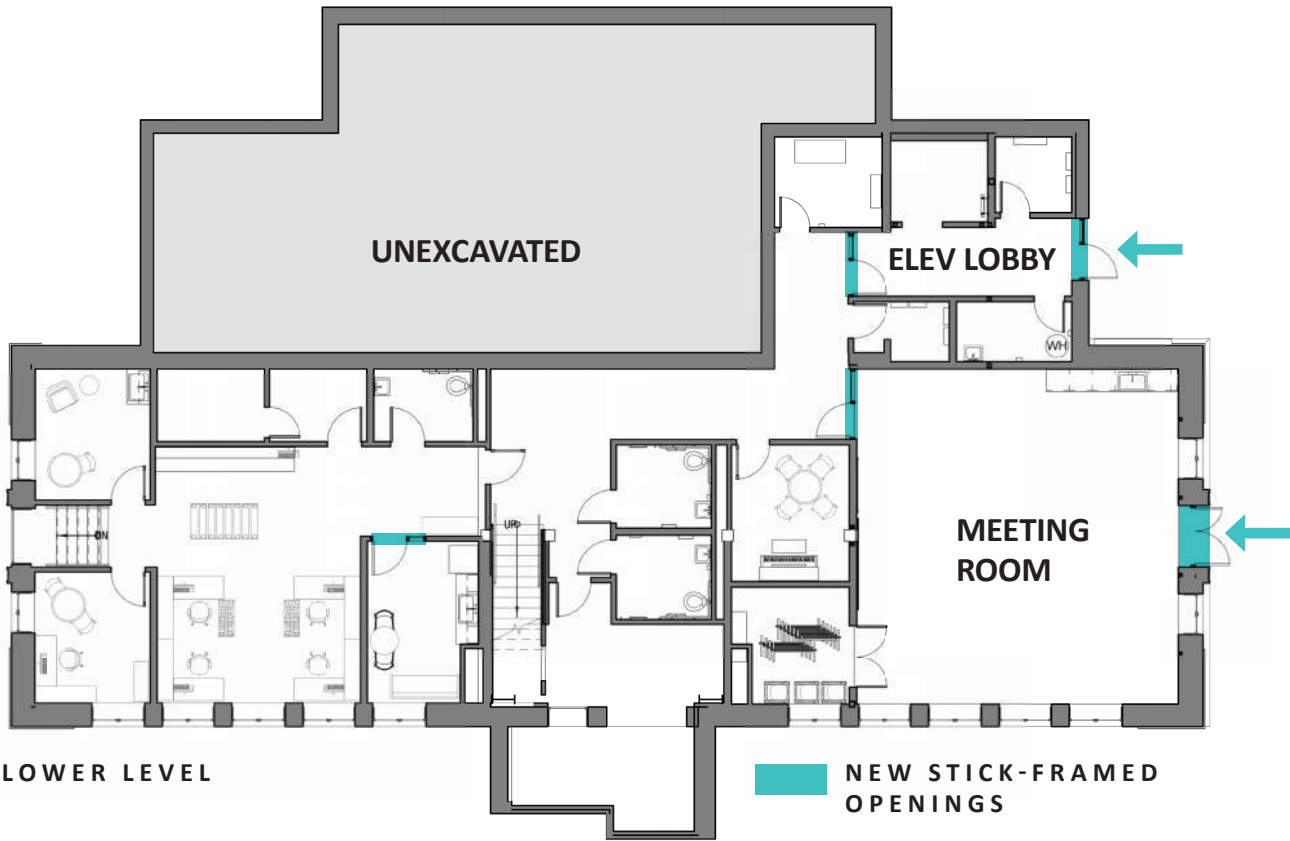 UNEXCAVATED
ELEV LOBBY
WH
UP
DN
MEETING
ROOM
LOWER LEVEL
NEW STICK-FRAMED
OPENINGS